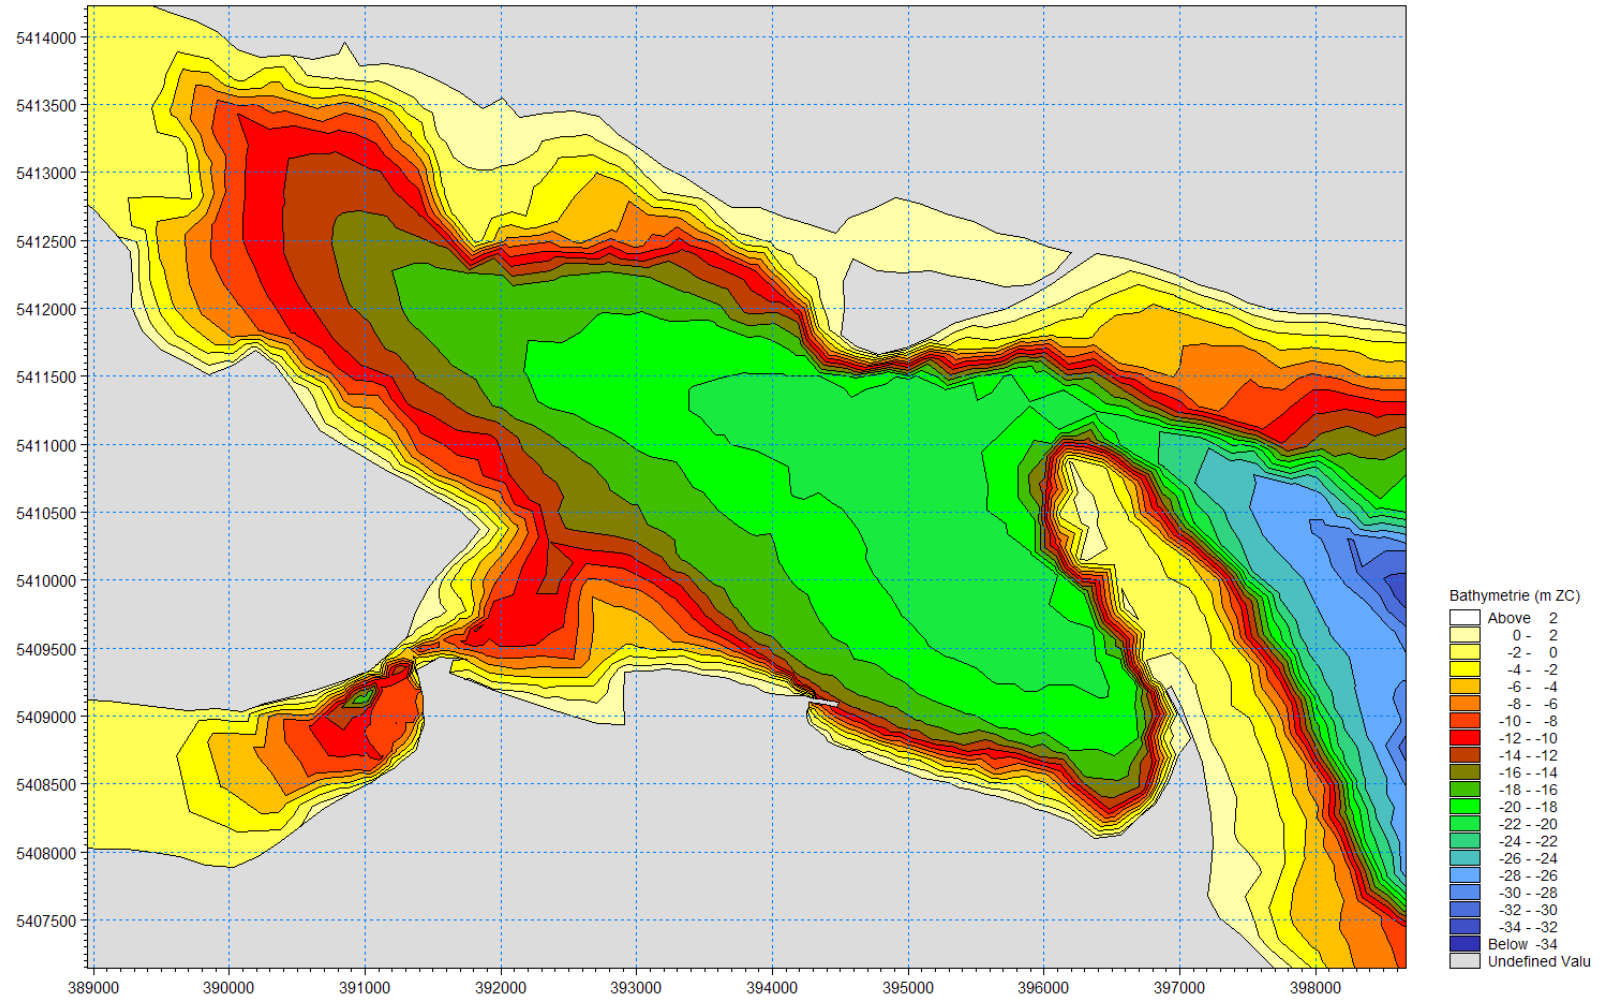 5414000
5413500
5413000
5412500
5412000
5411500
5411000
5410500
5410000
5409500
5409000
5408500
5408000
5407500
389000 390000 391000 392000 393000 394000 395000 396000 397000 398000
Bathymetrie (m ZC)
Above 2
0 - 2
-2 - 0
-4 - -2
-6 - -4
-8 - -6
-10 - -8
-12 - -10
-14 - -12
-16 - -14
-18 - -16
-20 - -18
-22 - -20
-24 - -22
-26 - -24
-28 - -26
-30 - -28
-32 - -30
-34 - -32
Below -34
Undefined Valu